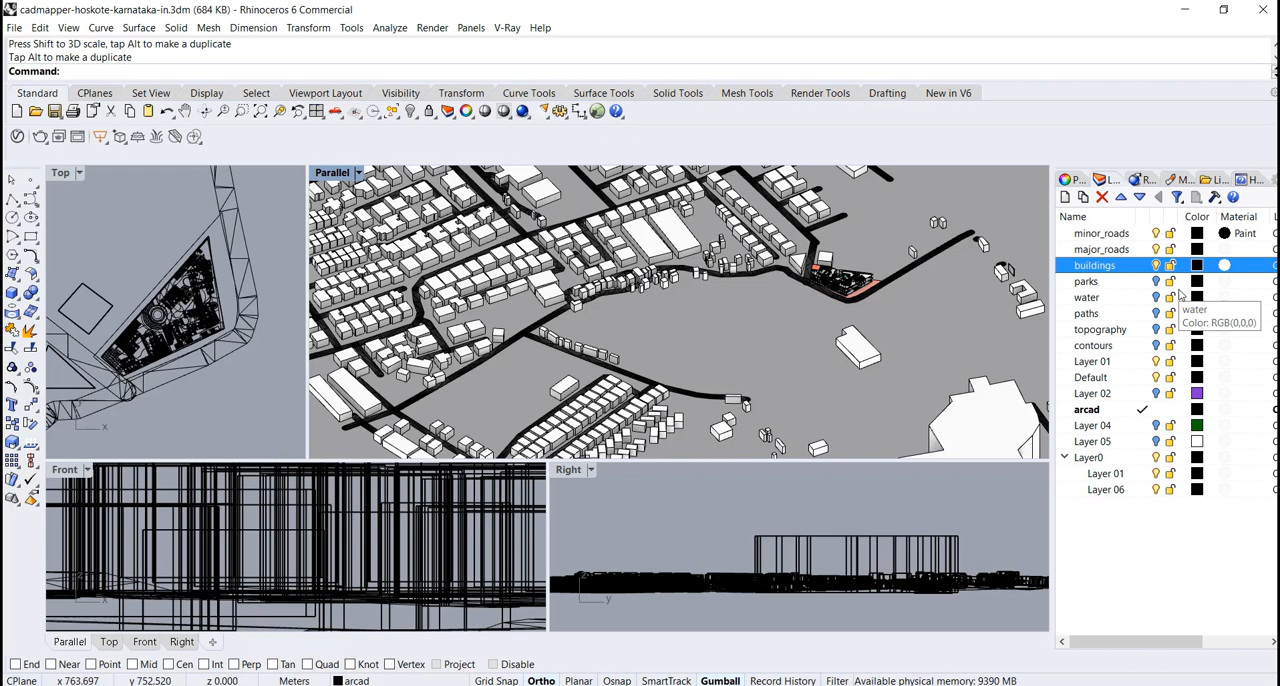 cadmapper-hoskote-karnataka-in.3dm (684 KB) - Rhinoceros 6 Commercial
File Edit View Curve Surface Solid Mesh Dimension Transform Tools Analyze Render Panels V-Ray Help
Press Shift to 3D scale, tap Alt to make a duplicate
Tap Alt to make a duplicate
Command:
Standard CPlanes Set View Display Select Viewport Layout Visibility Transform Curve Tools Surface Tools Solid Tools Mesh Tools Render Tools Drafting New in V6
Top
x
Parallel
P... L... R... M... Li... H...
Name Color Material
minor_roads Paint
major_roads
buildings
parks
water
paths
topography
contours
Layer 01
Default
Layer 02
arcad
Layer 04
Layer 05
Layer0
Layer 01
Layer 06
water
Color: RGB(0,0,0)
Front
z
x
Right
z
y
Parallel Top Front Right
End Near Point Mid Cen Int Perp Tan Quad Knot Vertex Project Disable
CPlane x 763.697 y 752.520 z 0.000 Meters arcad Grid Snap Ortho Planar Osnap SmartTrack Gumball Record History Filter Available physical memory: 9390 MB